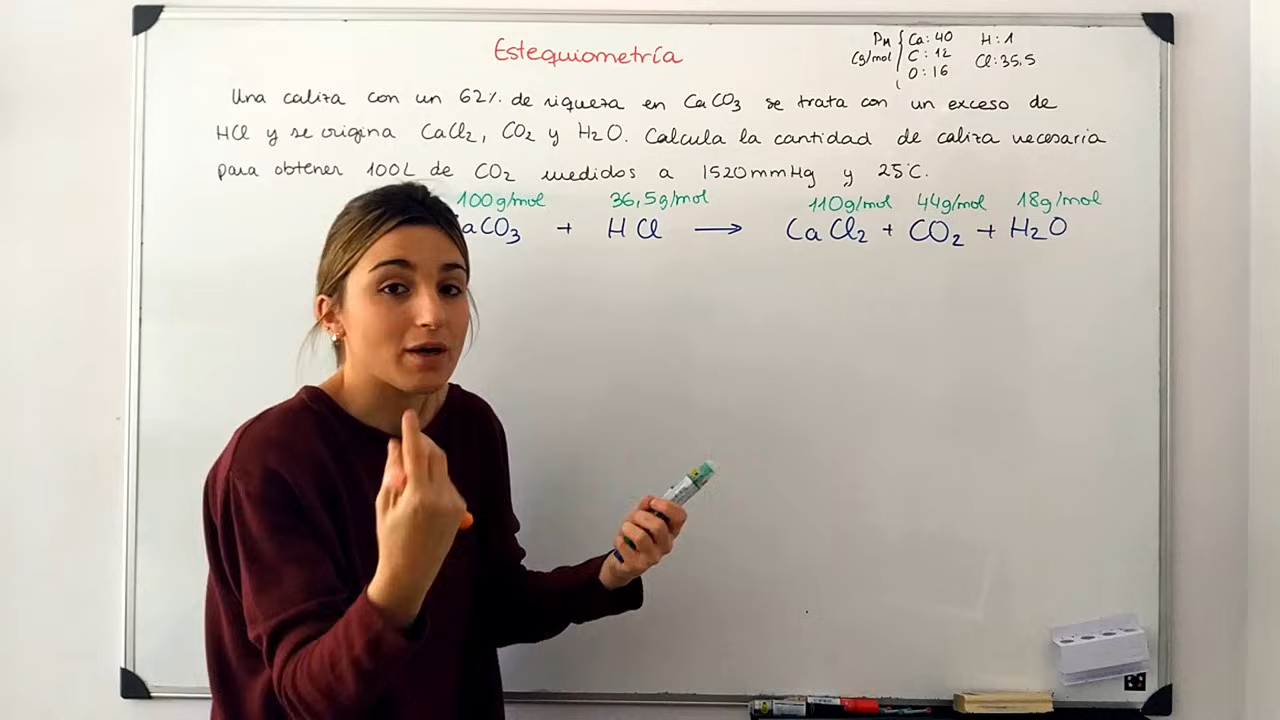 Estequiometría
PM (g/mol) { Ca: 40 H: 1
C: 12 Cl: 35,5
O: 16
Una caliza con un 62% de riqueza en CaCO3 se trata con un exceso de
HCl y se origina CaCl2, CO2 y H2O. Calcula la cantidad de caliza necesaria
para obtener 100L de CO2 medidos a 1520mmHg y 25°C.
100g/mol 36,5g/mol 110g/mol 44g/mol 18g/mol
aCO3 + HCl → CaCl2 + CO2 + H2O